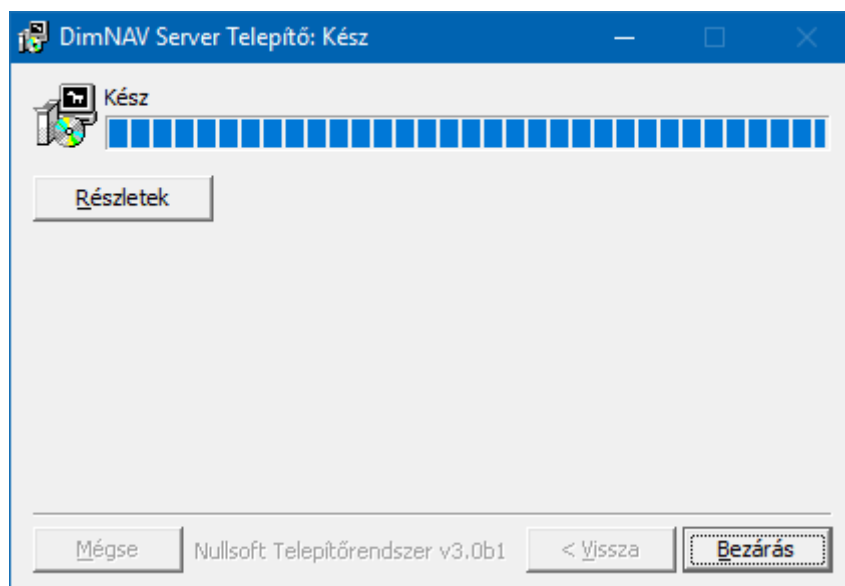 DimNAV Server Telepítő: Kész
Kész
Részletek
Mégse
Nullsoft Telepítőrendszer v3.0b1
< Vissza
Bezárás